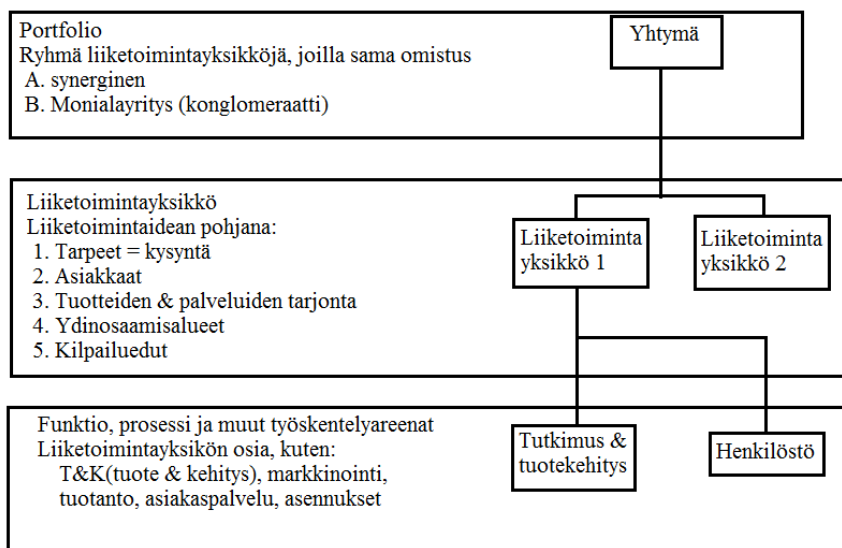 Portfolio
Ryhmä liiketoimintayksikköjä, joilla sama omistus
A. synerginen
B. Monialayritys (konglomeraatti)
Yhtymä
Liiketoimintayksikkö
Liiketoimintaidean pohjana:
1. Tarpeet = kysyntä
2. Asiakkaat
3. Tuotteiden & palveluiden tarjonta
4. Ydinosaamisalueet
5. Kilpailuedut
Liiketoiminta
yksikkö 1
Liiketoiminta
yksikkö 2
Funktio, prosessi ja muut työskentelyareenat
Liiketoimintayksikön osia, kuten:
T&K(tuote & kehitys), markkinointi,
tuotanto, asiakaspalvelu, asennukset
Tutkimus &
tuotekehitys
Henkilöstö